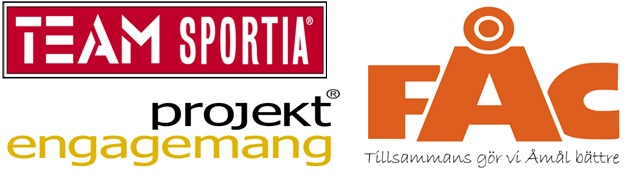 TEAM SPORTIA®
projekt®
engagemang
FÅC
Tillsammans gör vi Åmål bättre